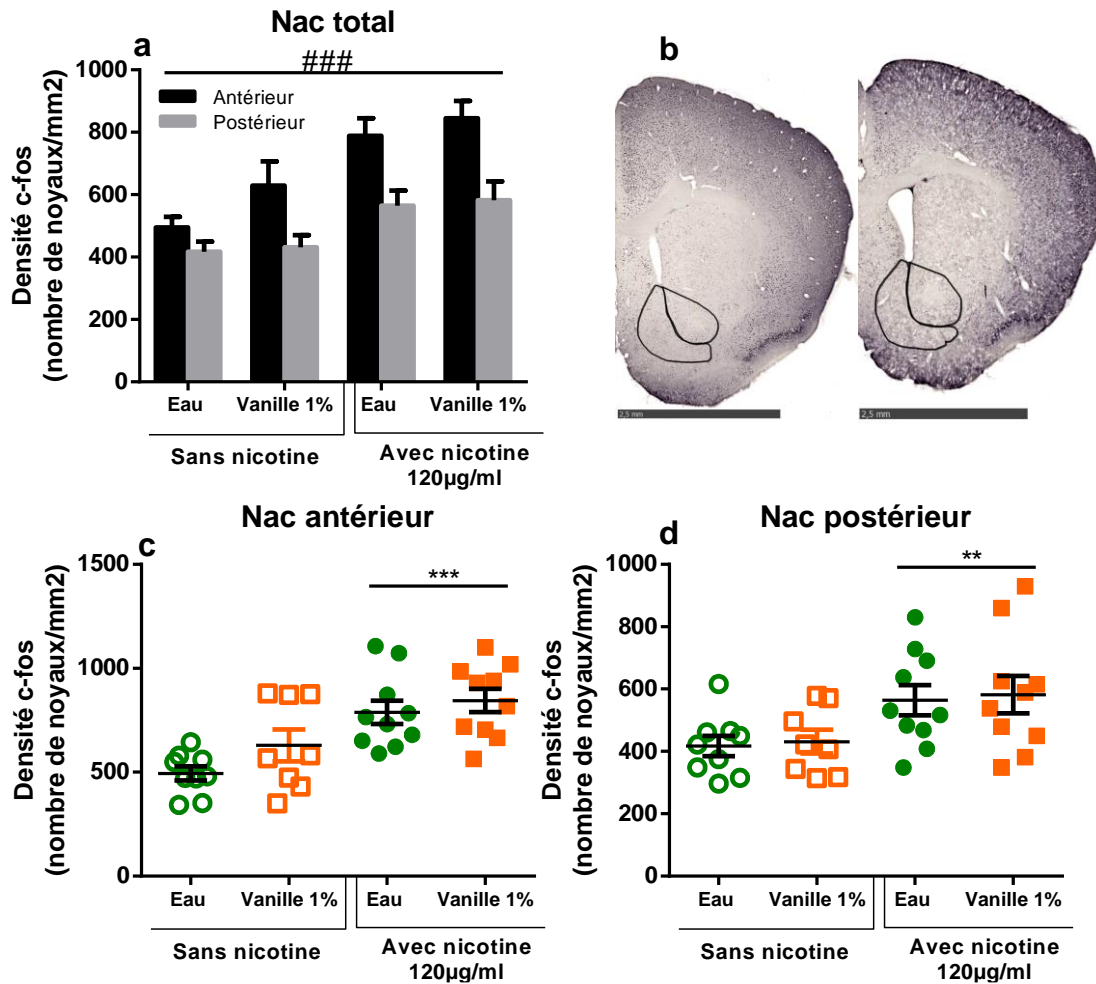 Nac total
a
###
Densité c-fos
(nombre de noyaux/mm2)
1000
800
600
400
200
0
Antérieur
Postérieur
Eau
Vanille 1%
Eau
Vanille 1%
Sans nicotine
Avec nicotine
120µg/ml
b
2,5 mm
2,5 mm
Nac antérieur
c
***
Densité c-fos
(nombre de noyaux/mm2)
1500
1000
500
0
Eau
Vanille 1%
Eau
Vanille 1%
Sans nicotine
Avec nicotine
120µg/ml
Nac postérieur
d
**
Densité c-fos
(nombre de noyaux/mm2)
1000
800
600
400
200
0
Eau
Vanille 1%
Eau
Vanille 1%
Sans nicotine
Avec nicotine
120µg/ml